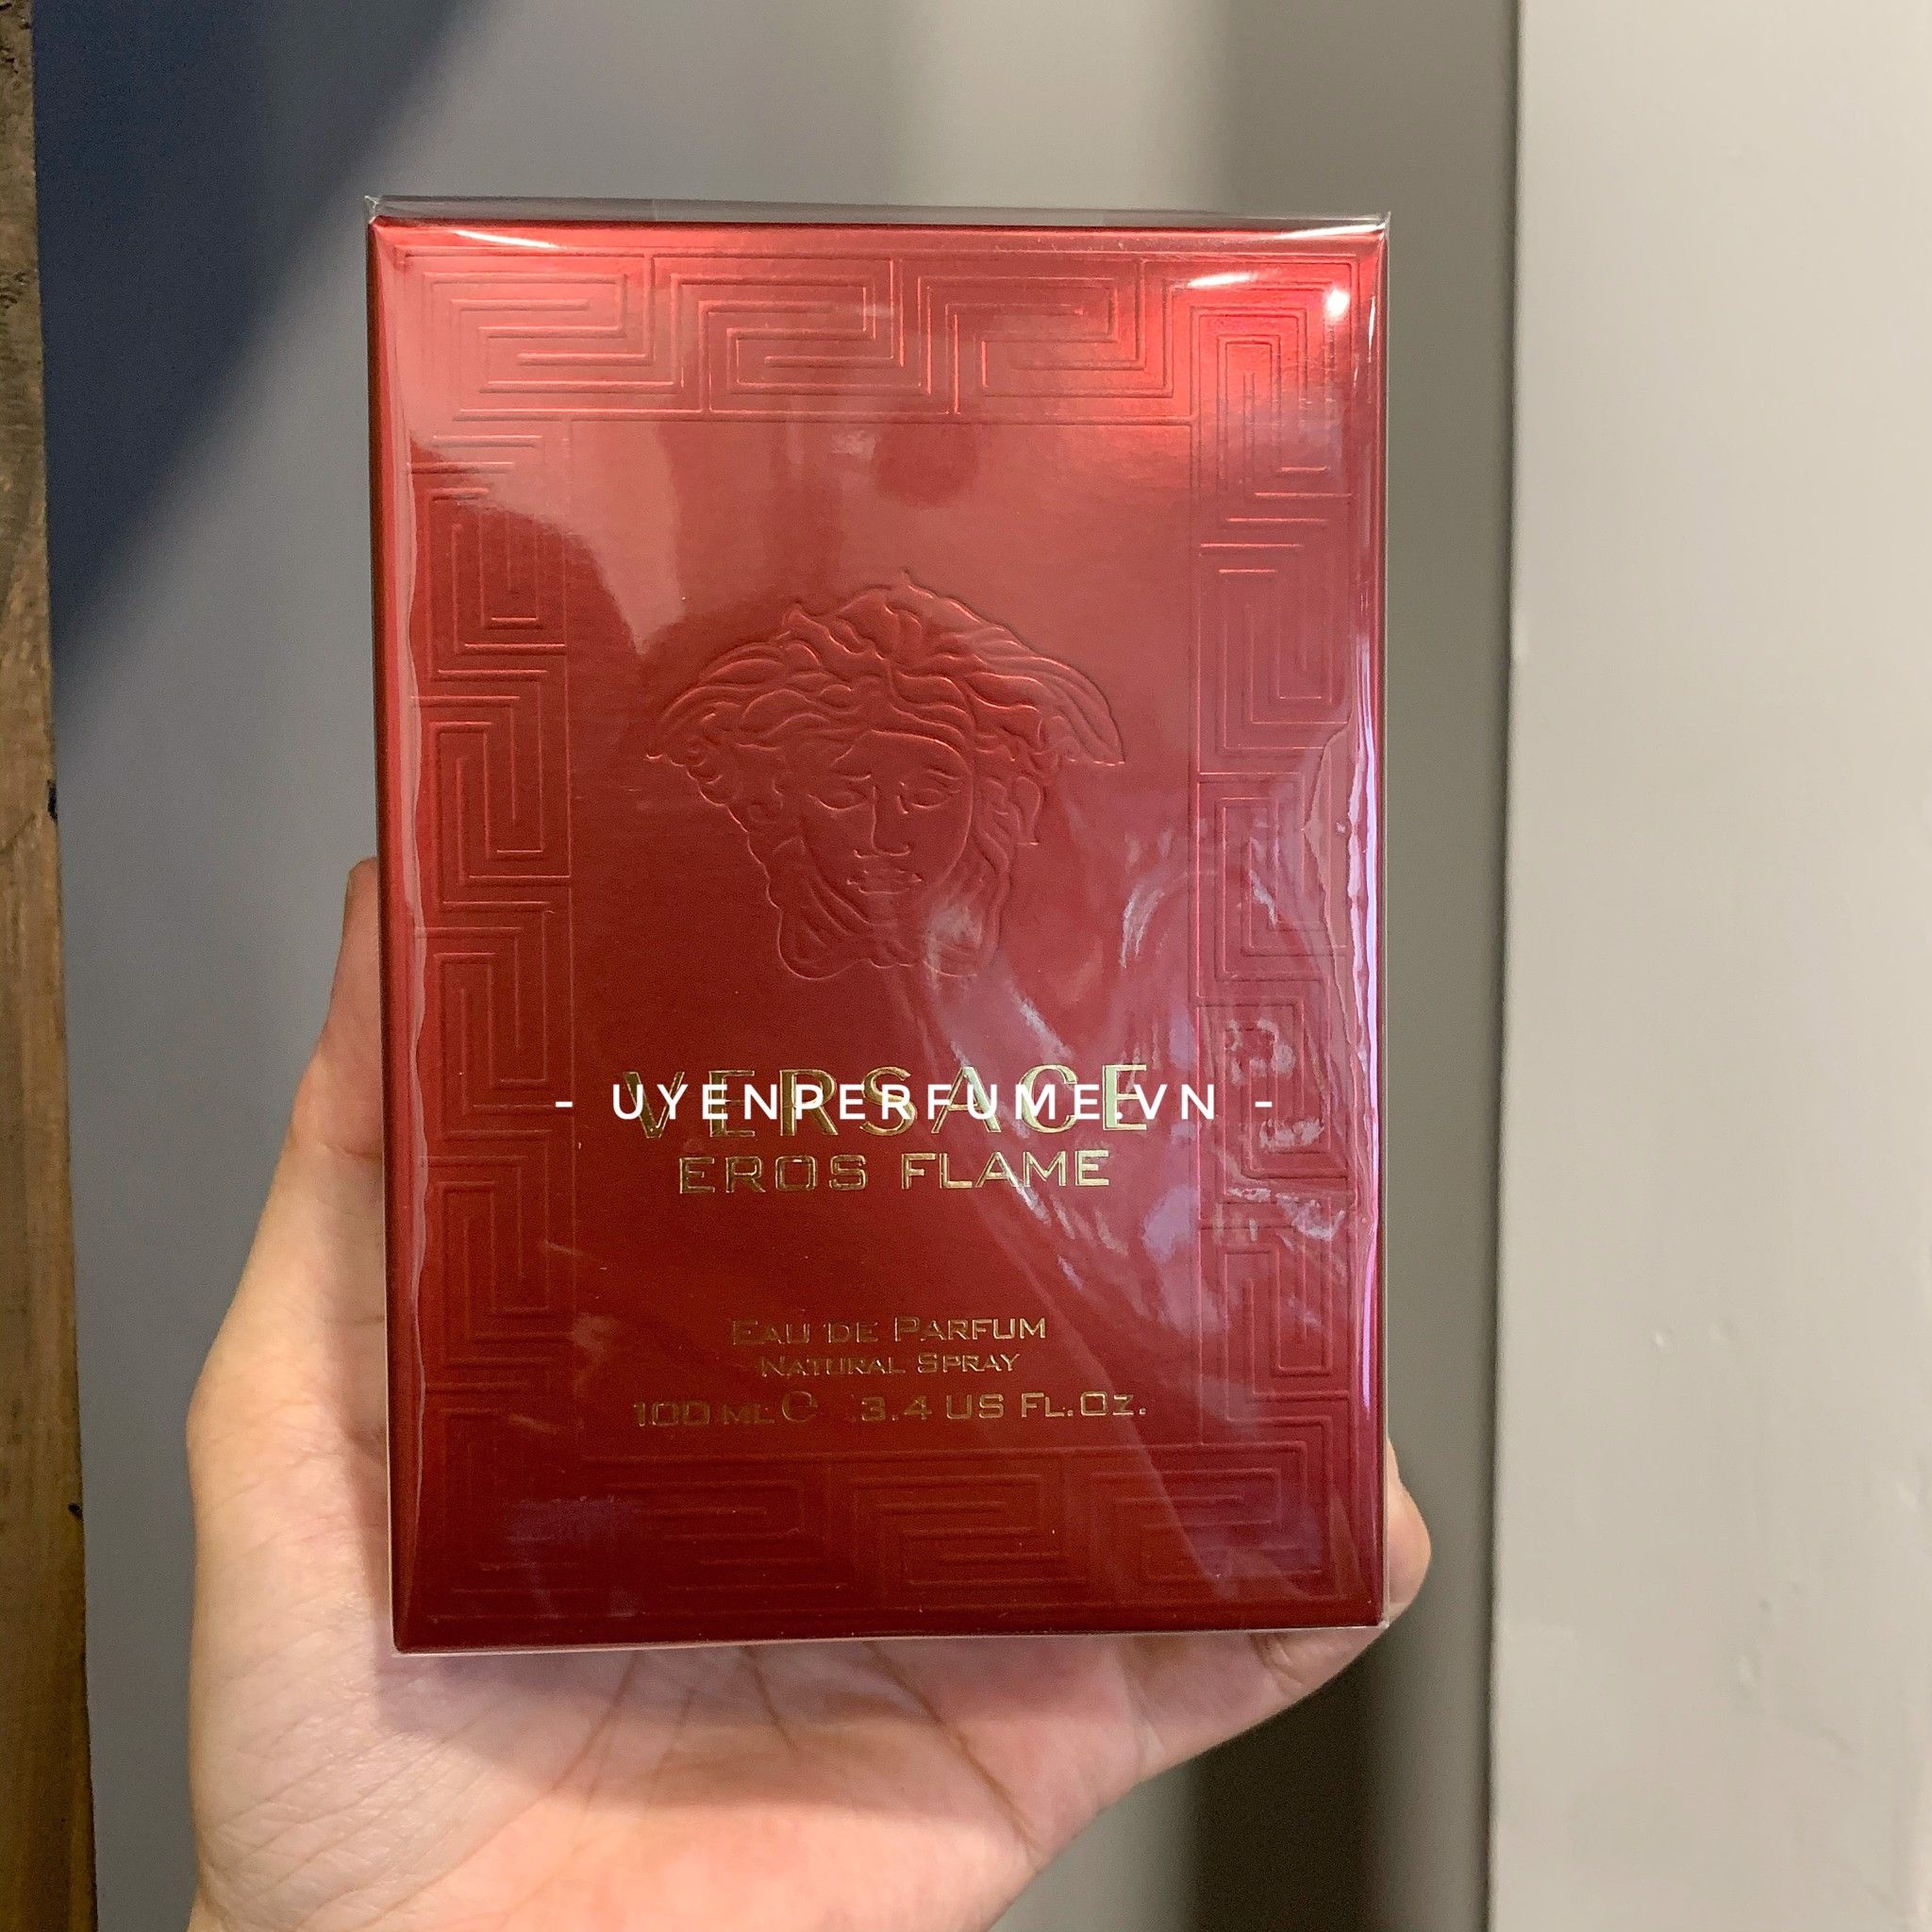 VERSACE
- UYENPERFUME.VN -
EROS FLAME
EAU DE PARFUM
NATURAL SPRAY
100 ML ℮ 3.4 US FL.OZ.